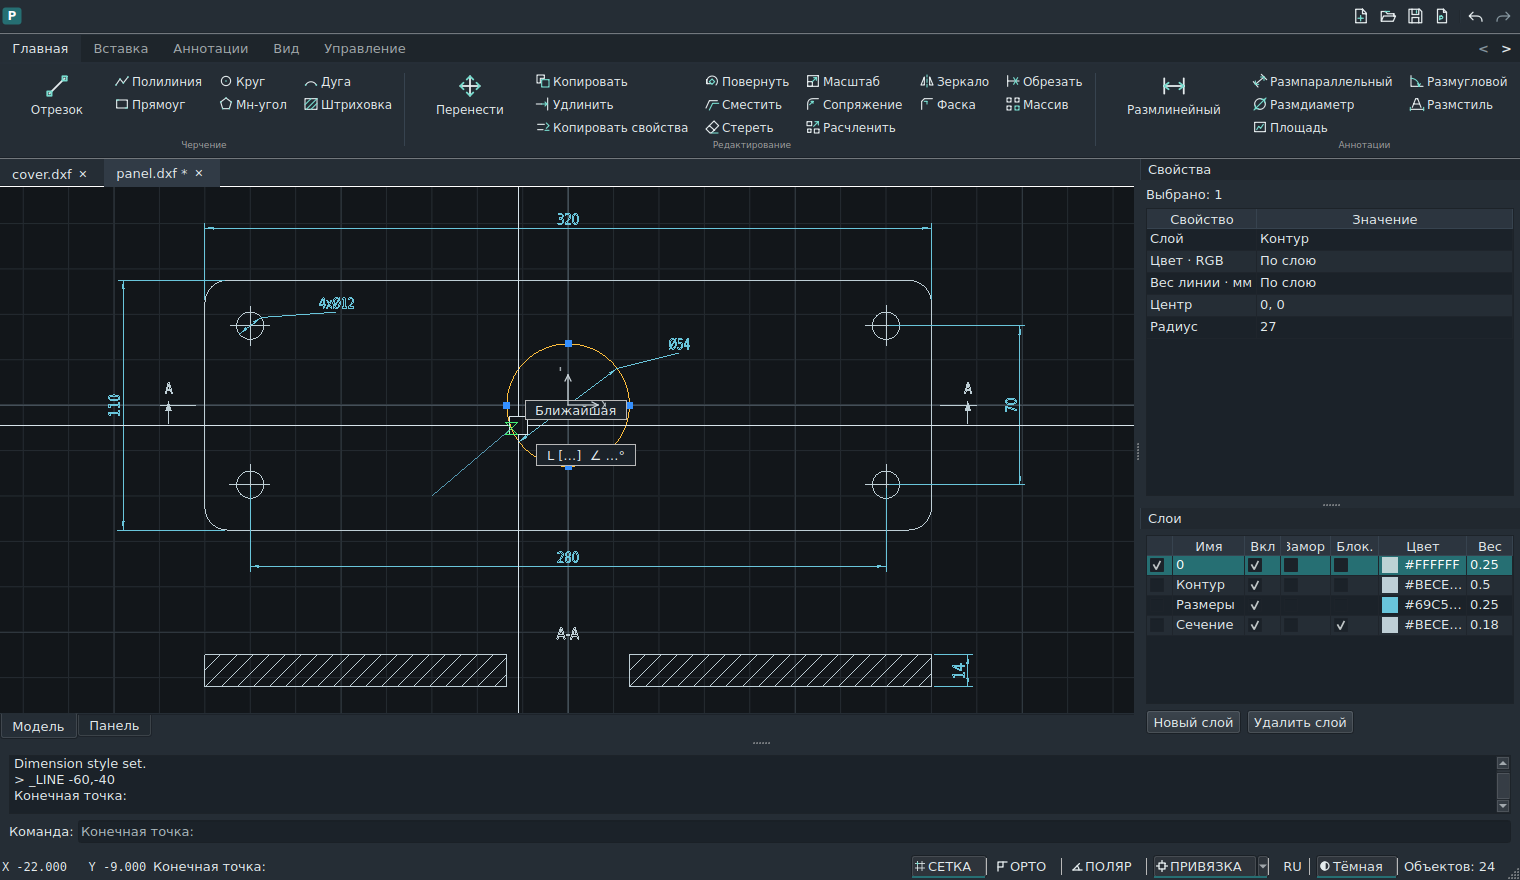 P
Главная Вставка Аннотации Вид Управление < >
Отрезок
Полилиния Круг Дуга
Прямоуг Мн-угол Штриховка
Черчение
Перенести
Копировать Повернуть Масштаб Зеркало Обрезать
Удлинить Сместить Сопряжение Фаска Массив
Копировать свойства Стереть Расчленить
Редактирование
Размлинейный
Размпараллельный Размугловой
Размдиаметр Размстиль
Площадь
Аннотации
cover.dxf × panel.dxf * ×
320
4xØ12
Ø54
A A
110
70
Ближайшая X
L [...] ∠ ...°
280
A-A
14
Модель Панель
Свойства
Выбрано: 1
Свойство Значение
Слой Контур
Цвет · RGB По слою
Вес линии · мм По слою
Центр 0, 0
Радиус 27
Слои
Имя Вкл Замор Блок. Цвет Вес
0 #FFFFFF 0.25
Контур #BECE... 0.5
Размеры #69C5... 0.25
Сечение #BECE... 0.18
Новый слой Удалить слой
Dimension style set.
> _LINE -60,-40
Конечная точка:
Команда: Конечная точка:
X -22.000 Y -9.000 Конечная точка: СЕТКА ОРТО ПОЛЯР ПРИВЯЗКА RU Тёмная Объектов: 24